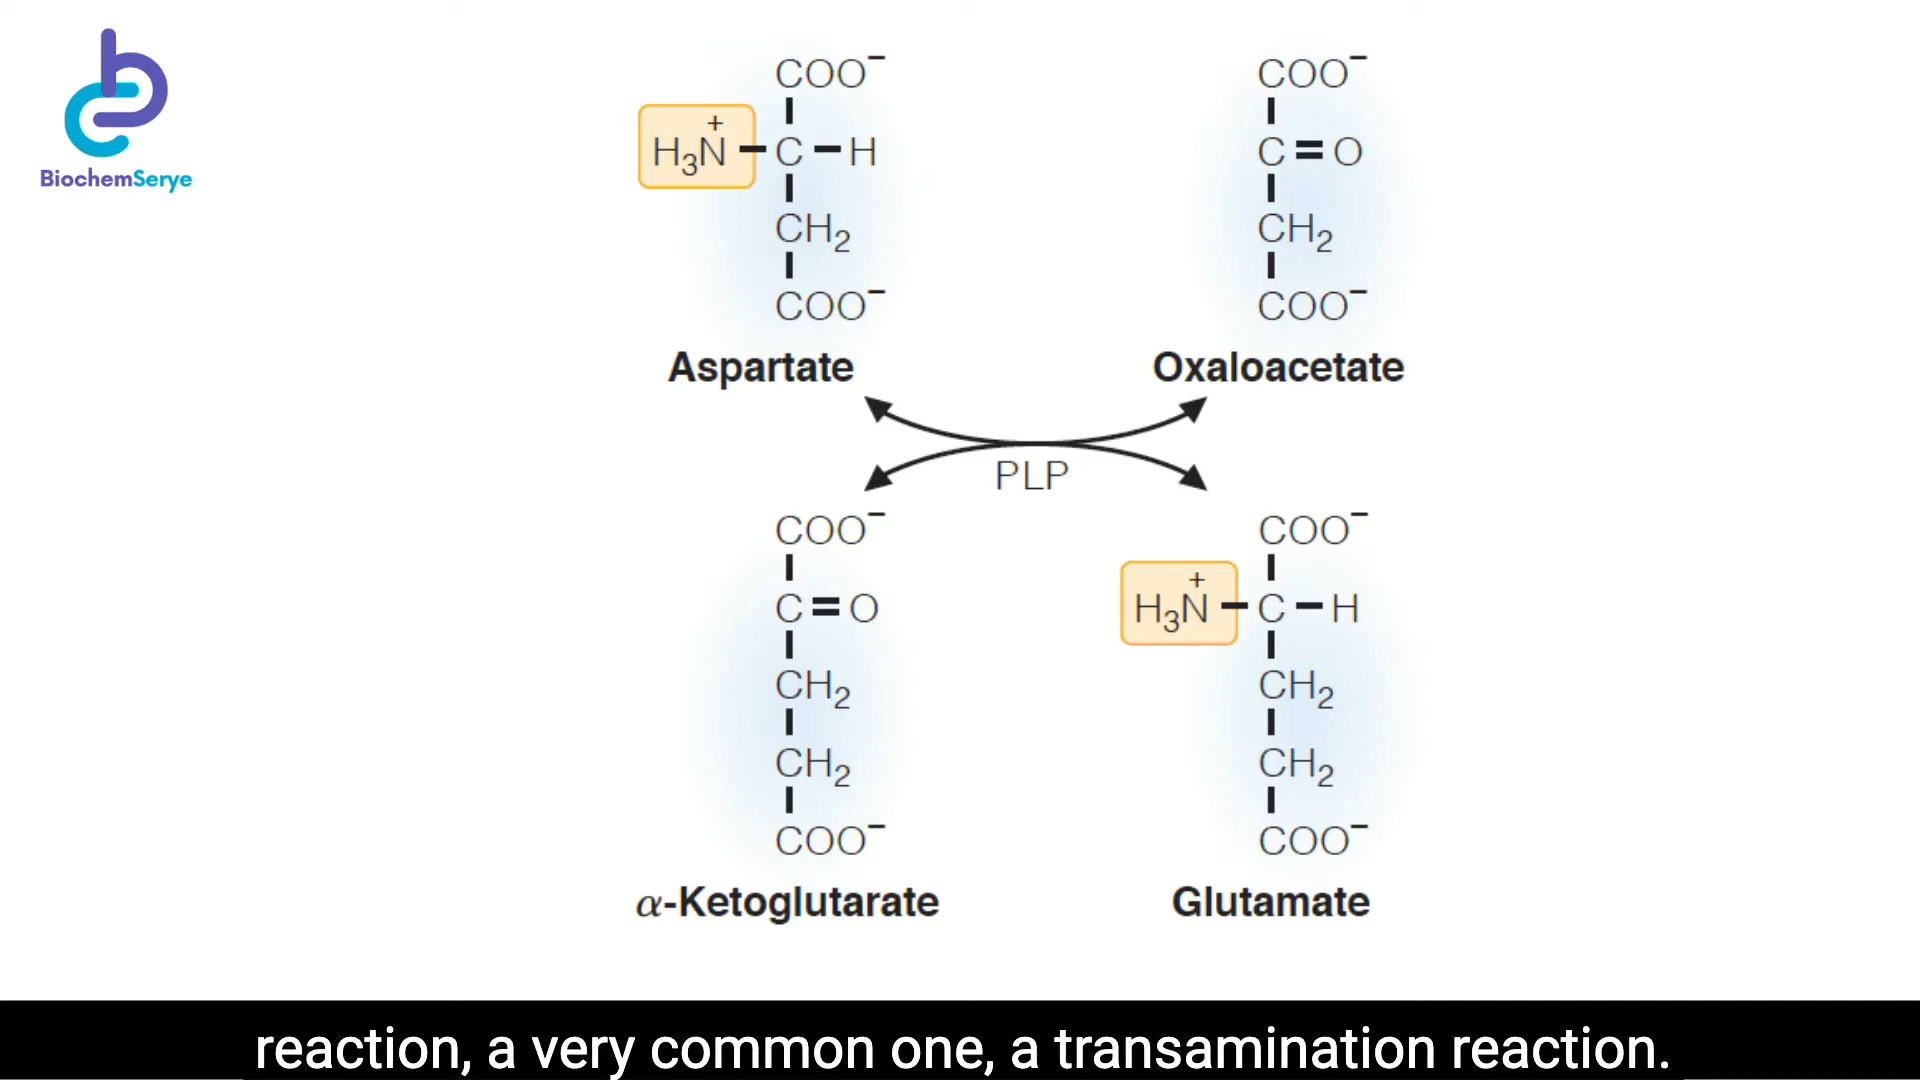 BiochemSerye
COO⁻
H₃N⁺–C–H
CH₂
COO⁻
Aspartate
COO⁻
C=O
CH₂
COO⁻
Oxaloacetate
PLP
COO⁻
C=O
CH₂
CH₂
COO⁻
α-Ketoglutarate
COO⁻
H₃N⁺–C–H
CH₂
CH₂
COO⁻
Glutamate
reaction, a very common one, a transamination reaction.